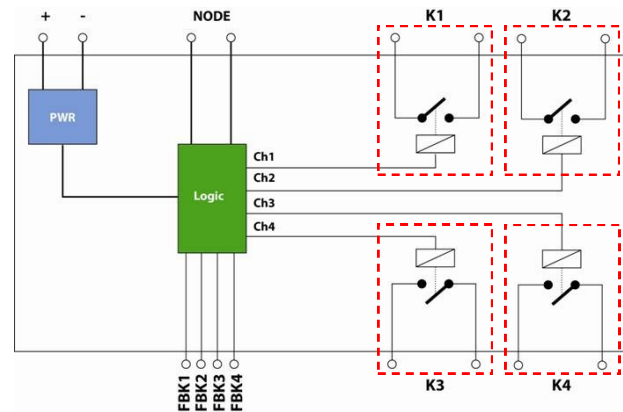 + - NODE K1 K2
PWR
Logic
Ch1
Ch2
Ch3
Ch4
FBK1
FBK2
FBK3
FBK4
K3 K4